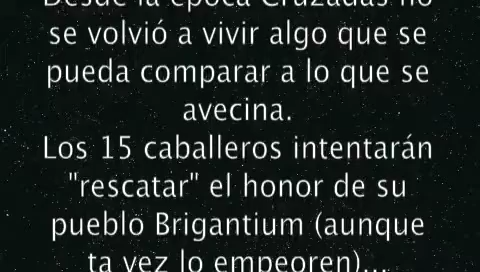 Desde la época Cruzadas no
se volvió a vivir algo que se
pueda comparar a lo que se
avecina.
Los 15 caballeros intentarán
"rescatar" el honor de su
pueblo Brigantium (aunque
ta vez lo empeoren)...